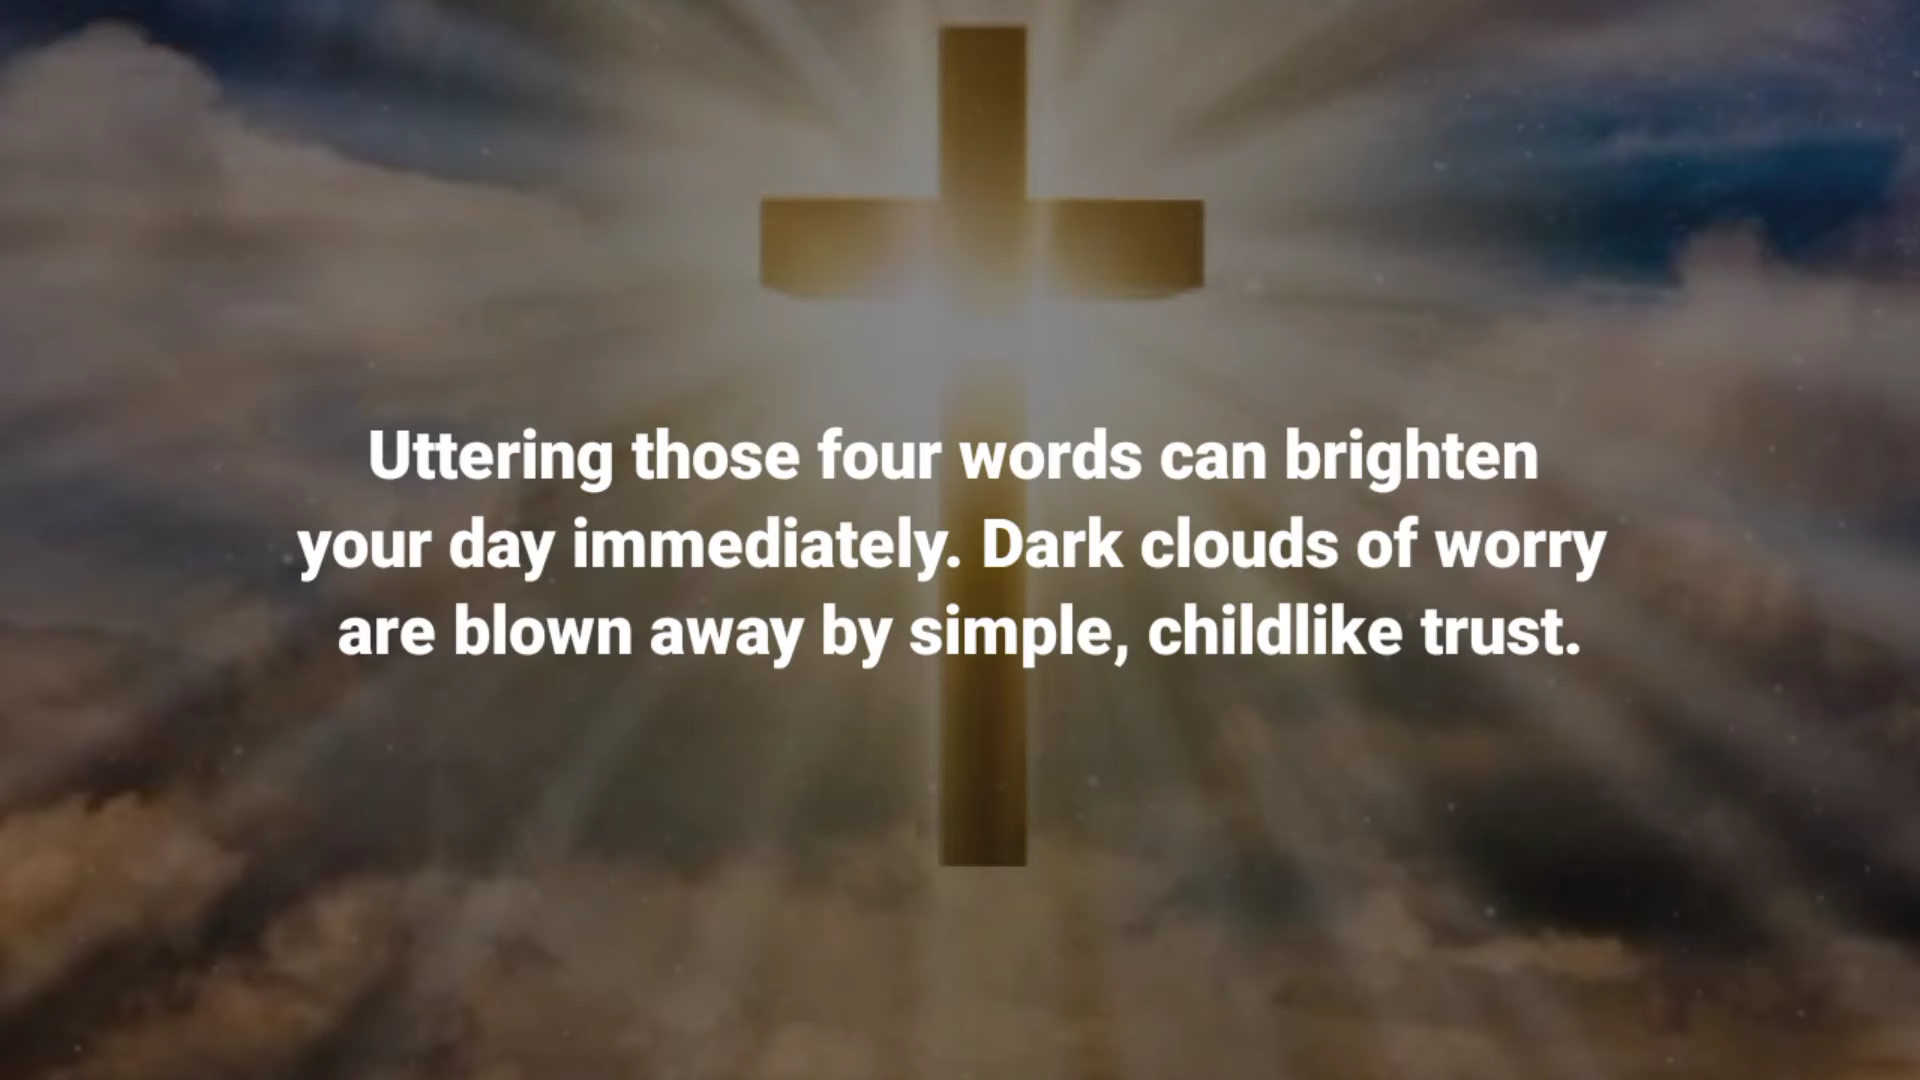 Uttering those four words can brighten
your day immediately. Dark clouds of worry
are blown away by simple, childlike trust.